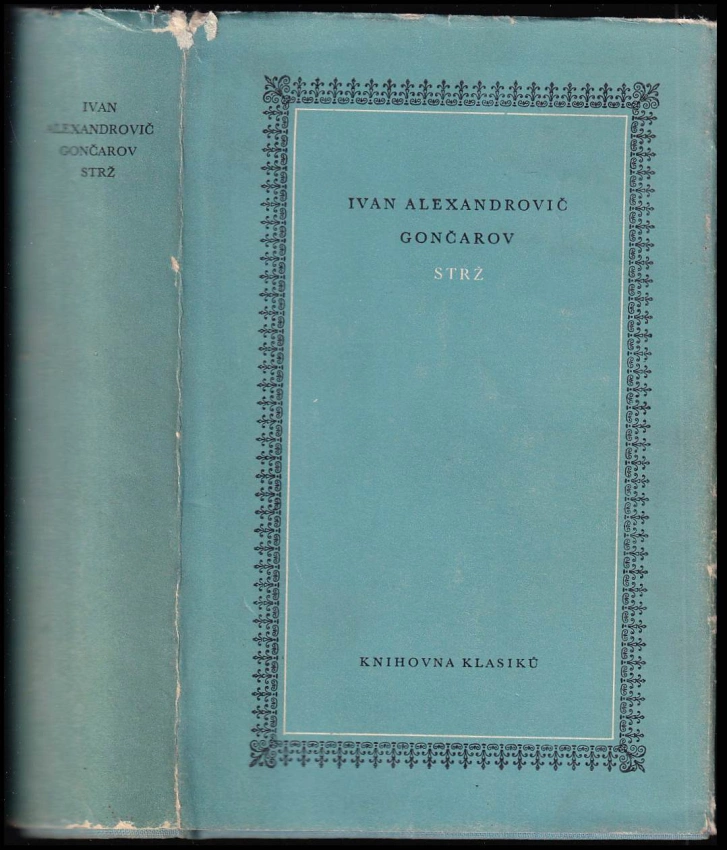 IVAN
ALEXANDROVIČ
GONČAROV
STRŽ
IVAN ALEXANDROVIČ
GONČAROV
STRŽ
KNIHOVNA KLASIKŮ